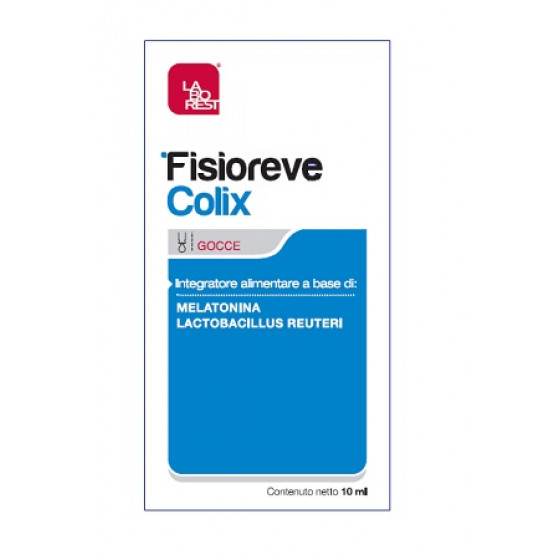 LA
BO
REST
Fisioreve
Colix
GOCCE
Integratore alimentare a base di:
MELATONINA
LACTOBACILLUS REUTERI
Contenuto netto 10 ml